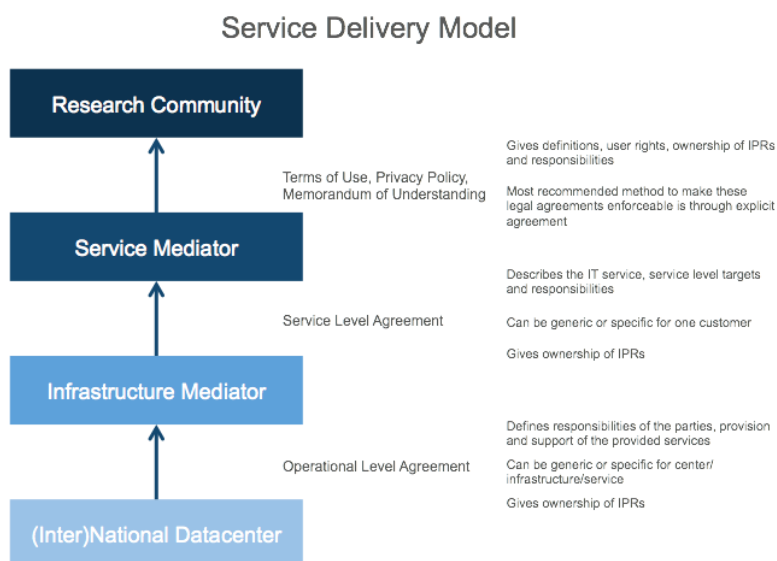 Service Delivery Model
Research Community
Gives definitions, user rights, ownership of IPRs
and responsibilities
Terms of Use, Privacy Policy,
Memorandum of Understanding
Most recommended method to make these
legal agreements enforceable is through explicit
agreement
Service Mediator
Describes the IT service, service level targets
and responsibilities
Service Level Agreement
Can be generic or specific for one customer
Gives ownership of IPRs
Infrastructure Mediator
Defines responsibilities of the parties, provision
and support of the provided services
Operational Level Agreement
Can be generic or specific for center/
infrastructure/service
Gives ownership of IPRs
(Inter)National Datacenter